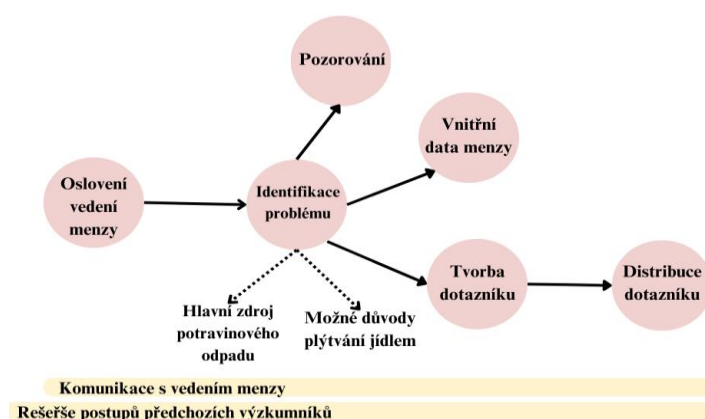 Pozorování
Vnitřní
data menzy
Oslovení
vedení
menzy
Identifikace
problému
Tvorba
dotazníku
Distribuce
dotazníku
Hlavní zdroj
potravinového
odpadu
Možné důvody
plýtvání jídlem
Komunikace s vedením menzy
Rešeřše postupů předchozích výzkumníků